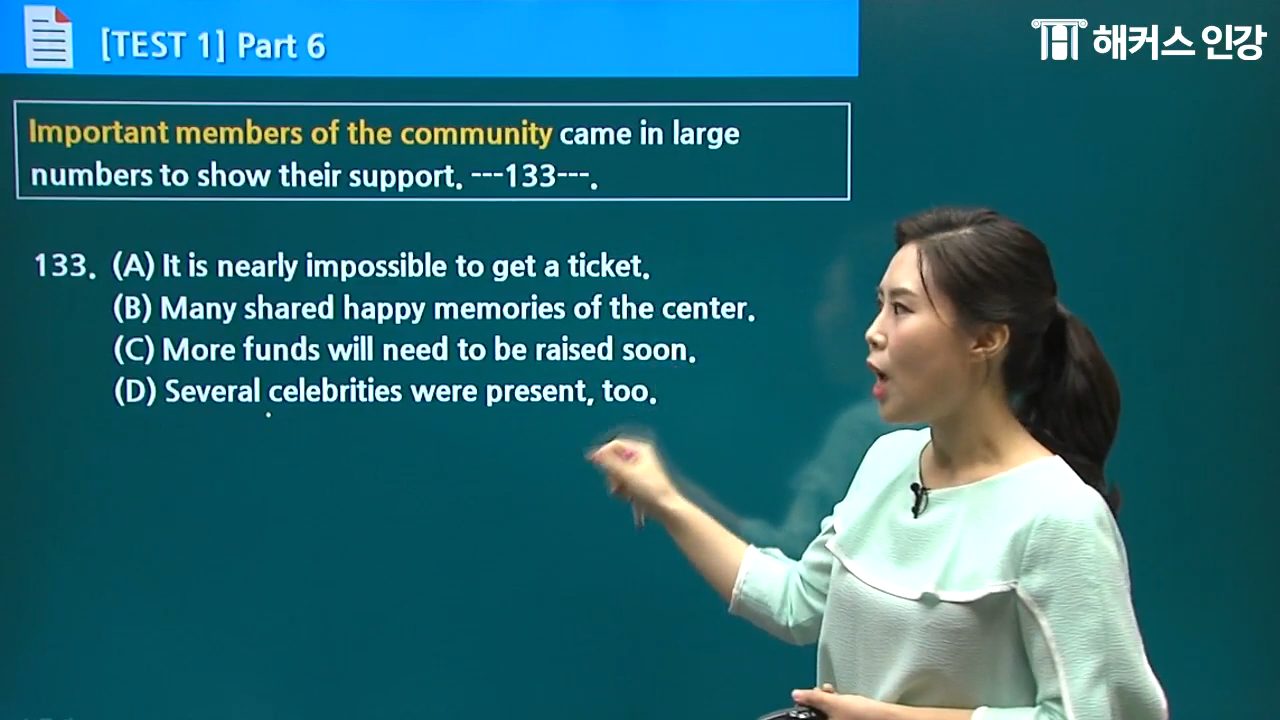 [TEST 1] Part 6
해커스 인강
Important members of the community came in large
numbers to show their support. ---133---.
133. (A) It is nearly impossible to get a ticket.
(B) Many shared happy memories of the center.
(C) More funds will need to be raised soon.
(D) Several celebrities were present, too.